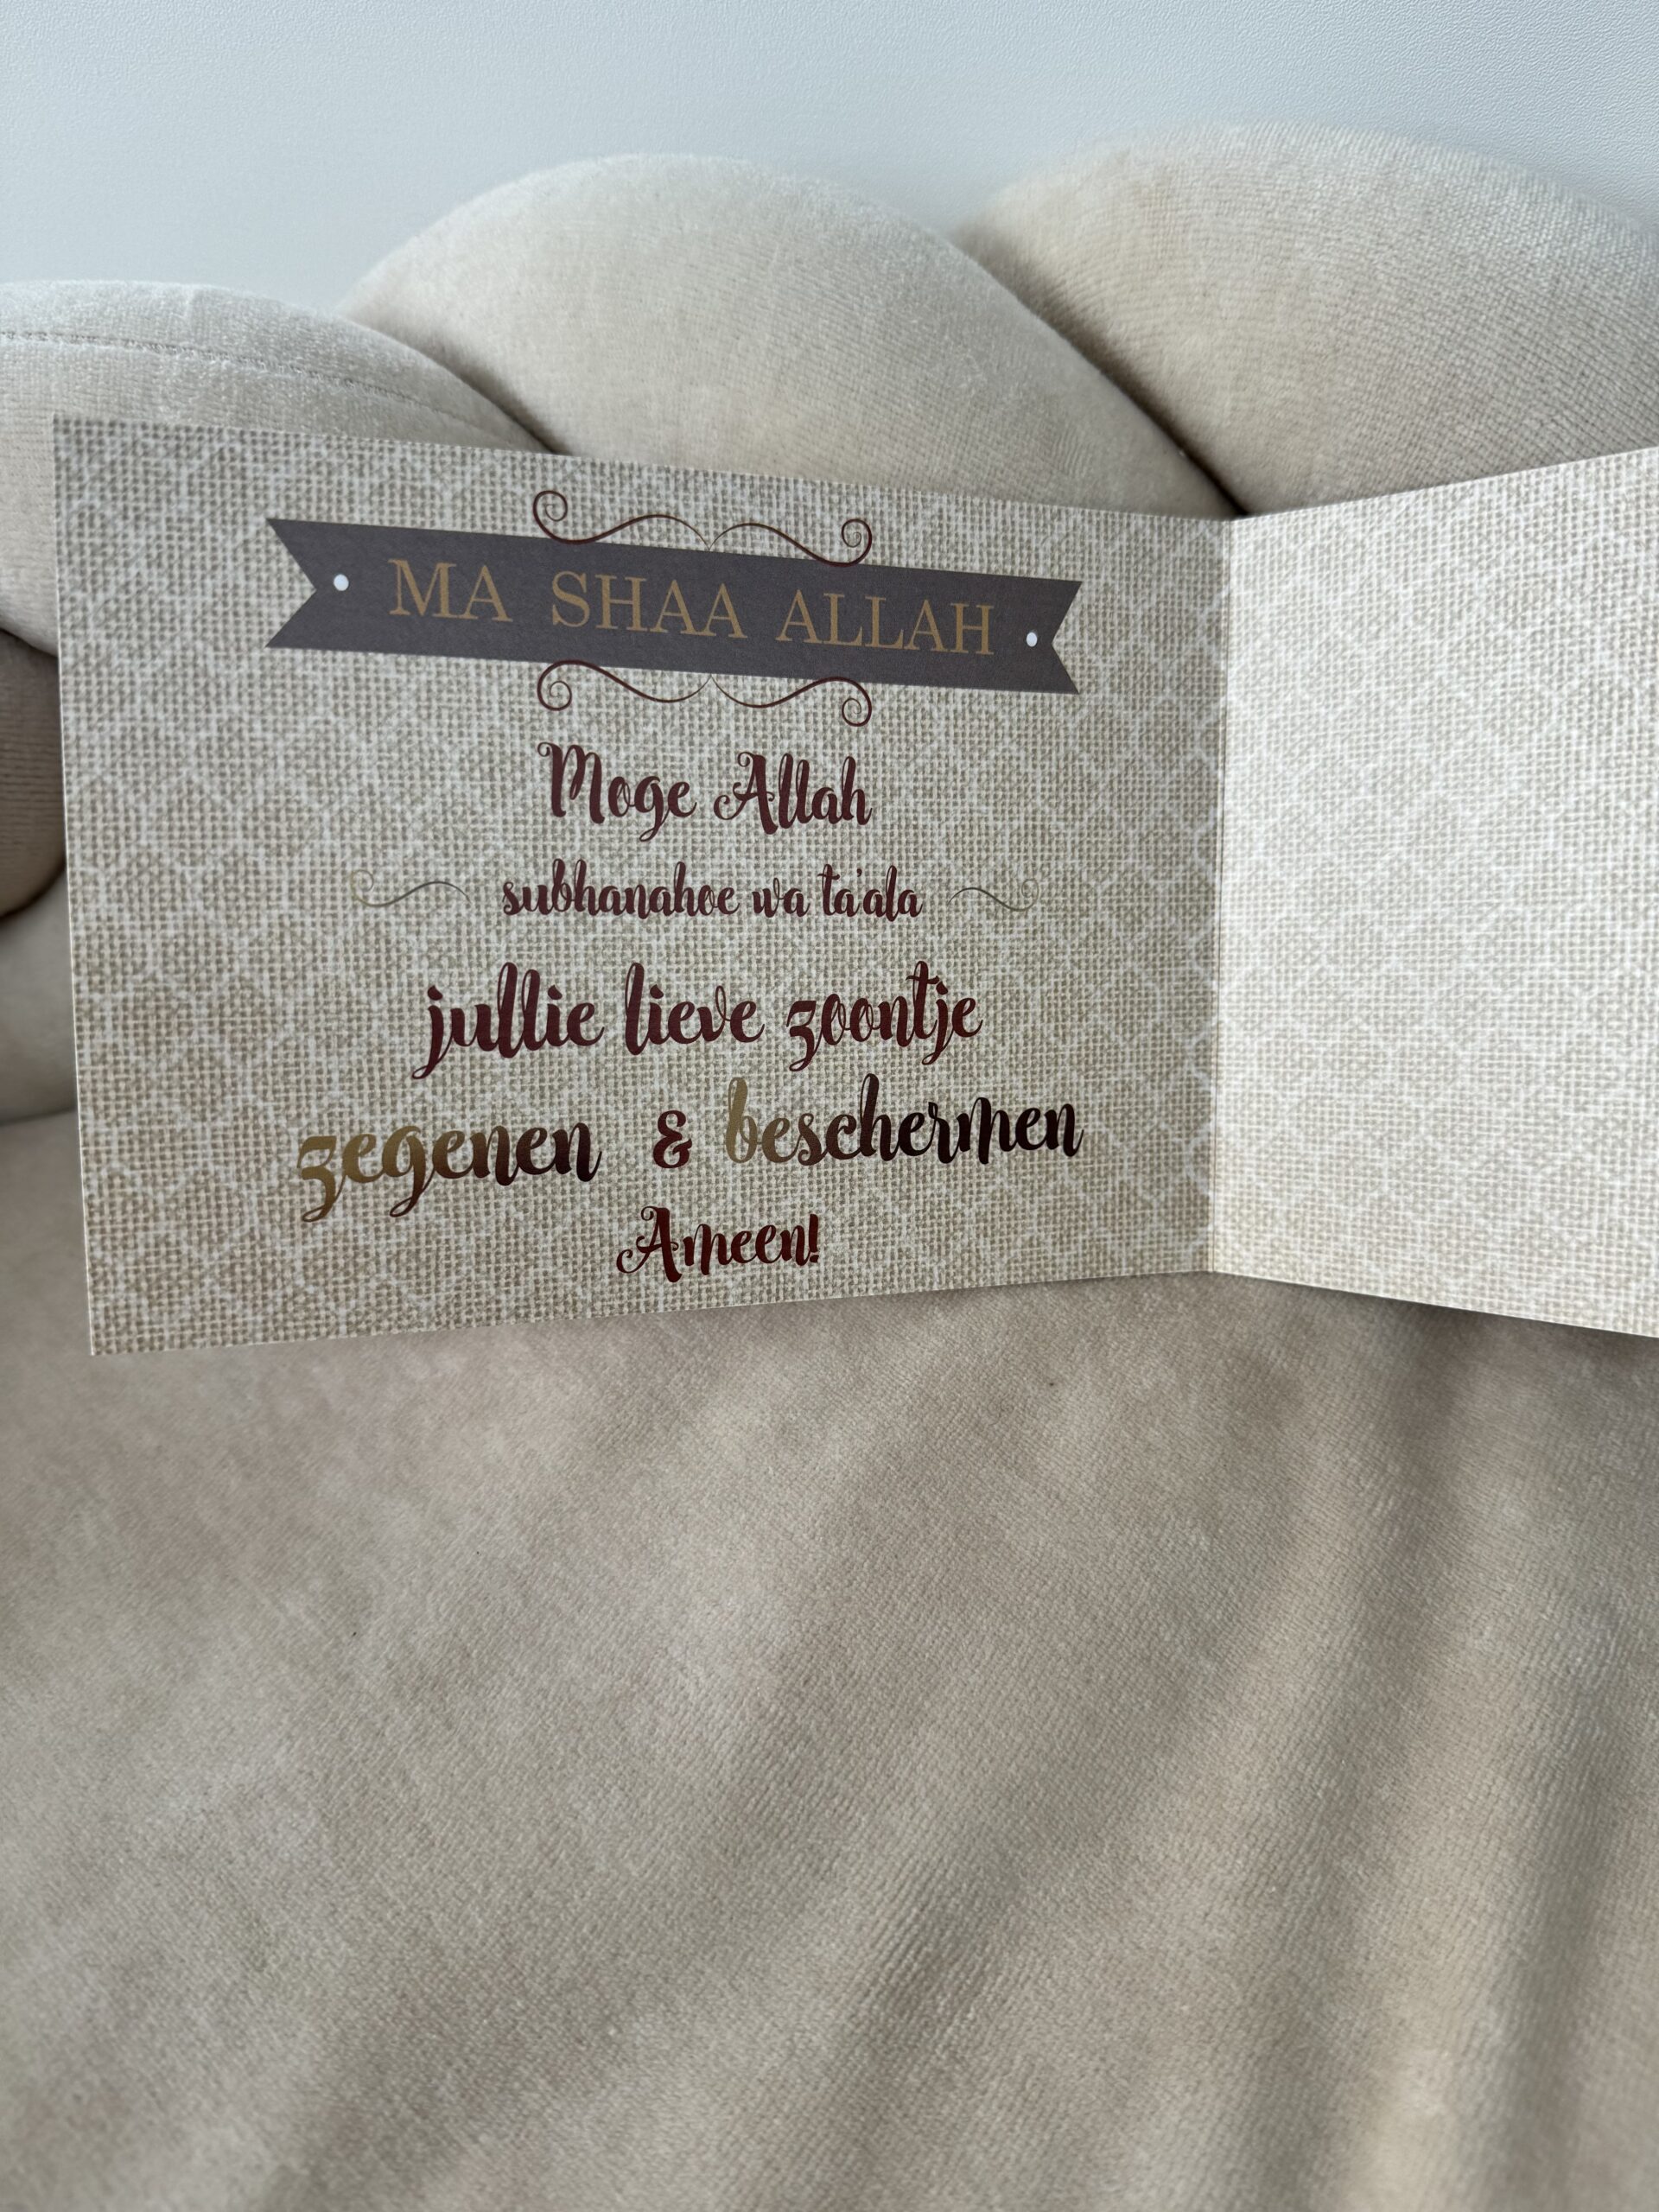 MA SHAA ALLAH
Moge Allah
subhanahoe wa ta'ala
jullie lieve zoontje
zegenen & beschermen
Ameen!